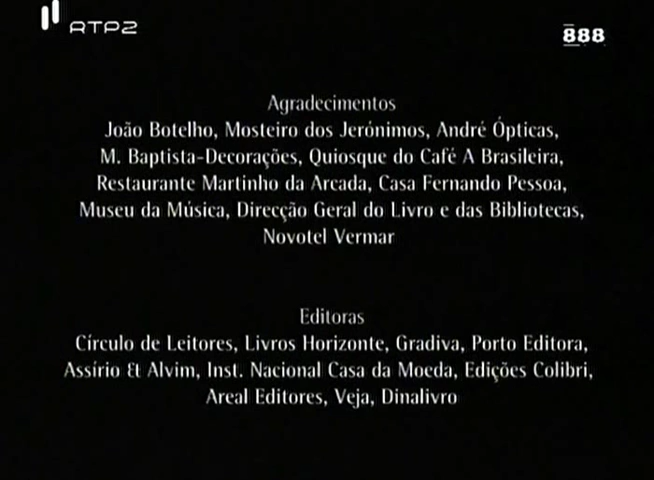 RTP2
888
Agradecimentos
João Botelho, Mosteiro dos Jerónimos, André Ópticas,
M. Baptista-Decorações, Quiosque do Café A Brasileira,
Restaurante Martinho da Arcada, Casa Fernando Pessoa,
Museu da Música, Direcção Geral do Livro e das Bibliotecas,
Novotel Vermar
Editoras
Círculo de Leitores, Livros Horizonte, Gradiva, Porto Editora,
Assírio & Alvim, Inst. Nacional Casa da Moeda, Edições Colibri,
Areal Editores, Veja, Dinalivro